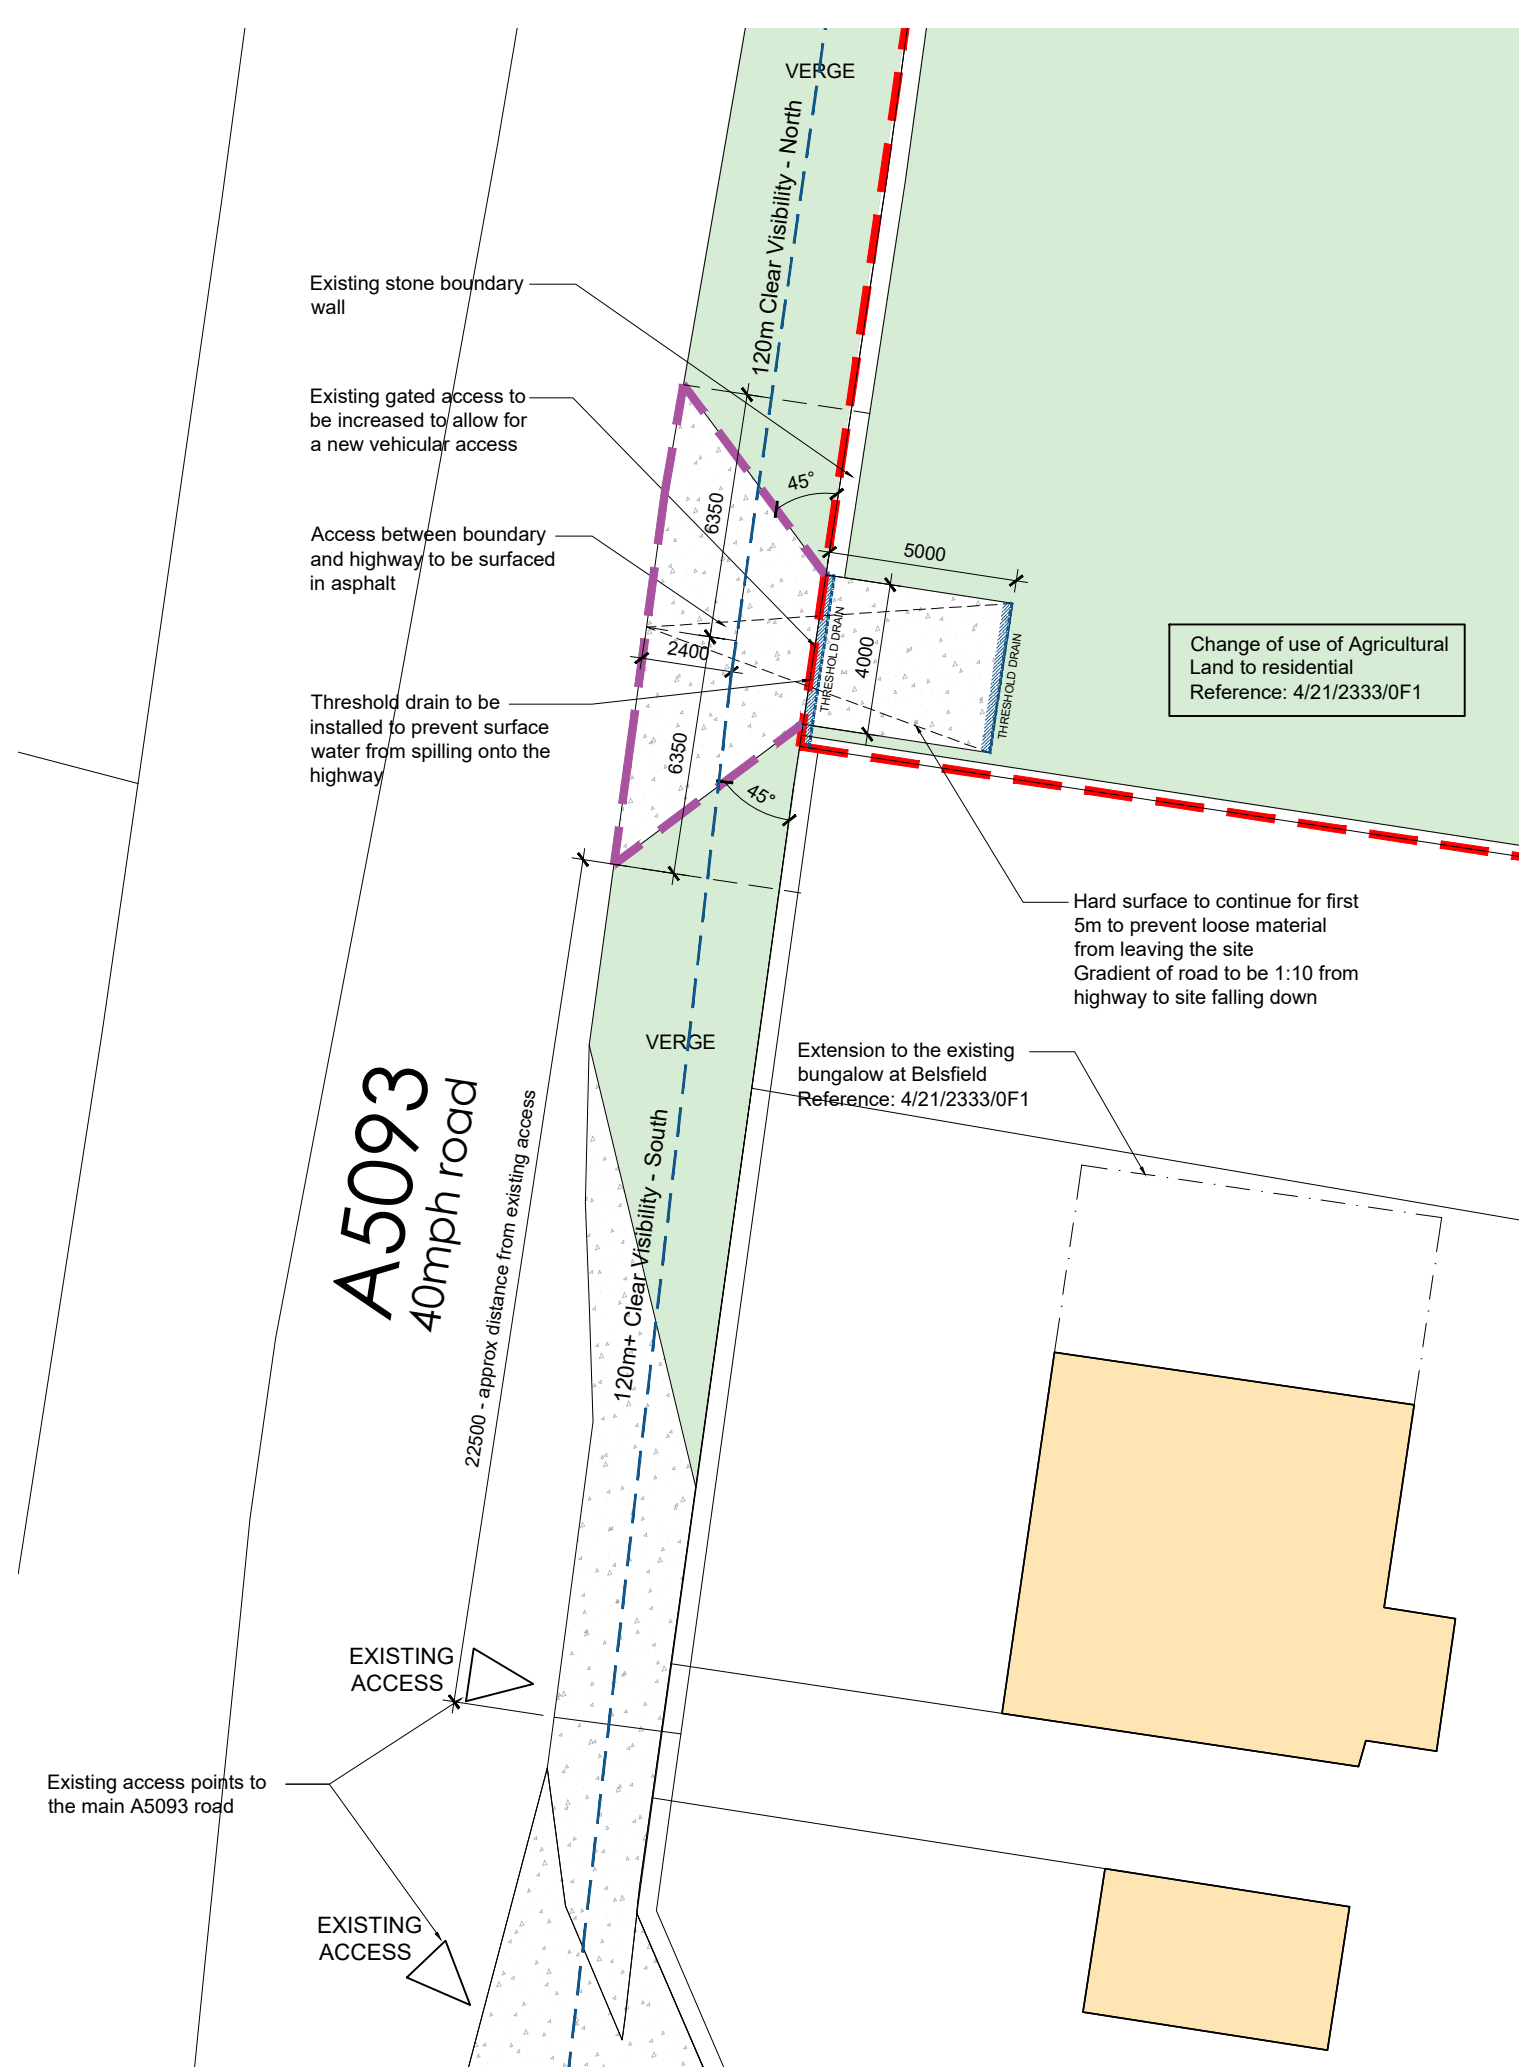 VERGE
120m Clear Visibility - North
Existing stone boundary
wall
Existing gated access to
be increased to allow for
a new vehicular access
45°
6350
Access between boundary
and highway to be surfaced
in asphalt
5000
THRESHOLD DRAIN
4000
THRESHOLD DRAIN
2400
Change of use of Agricultural
Land to residential
Reference: 4/21/2333/0F1
Threshold drain to be
installed to prevent surface
water from spilling onto the
highway
6350
45°
Hard surface to continue for first
5m to prevent loose material
from leaving the site
Gradient of road to be 1:10 from
highway to site falling down
VERGE
Extension to the existing
bungalow at Belsfield
Reference: 4/21/2333/0F1
A5093
40mph road
22500 - approx distance from existing access
120m+ Clear Visibility - South
EXISTING
ACCESS
Existing access points to
the main A5093 road
EXISTING
ACCESS